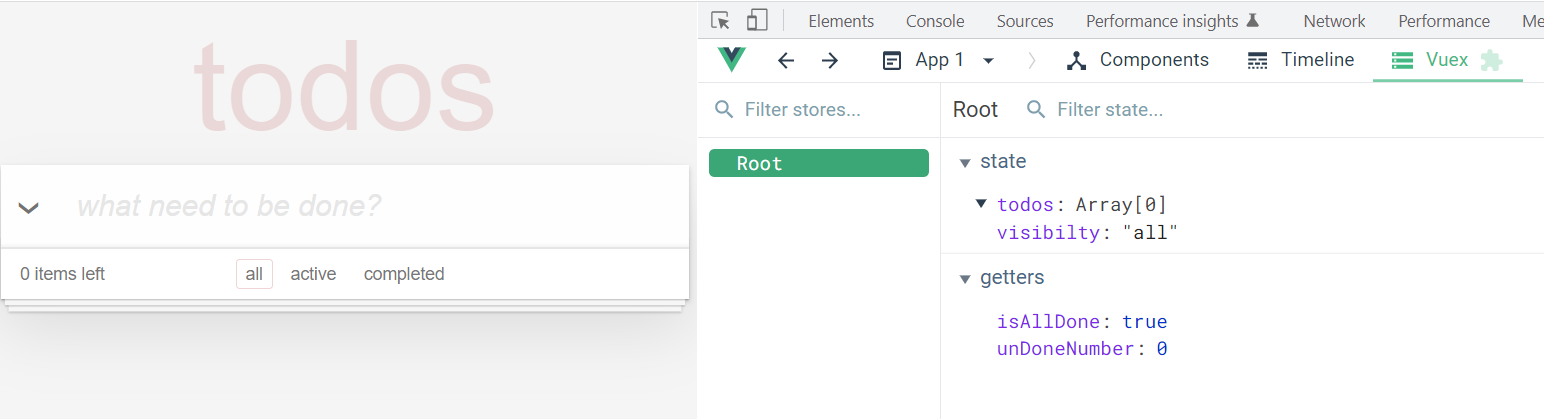 todos
what need to be done?
0 items left all active completed
Elements Console Sources Performance insights Network Performance Me
App 1 Components Timeline Vuex
Filter stores... Root Filter state...
Root
state
todos: Array[0]
visibilty: "all"
getters
isAllDone: true
unDoneNumber: 0